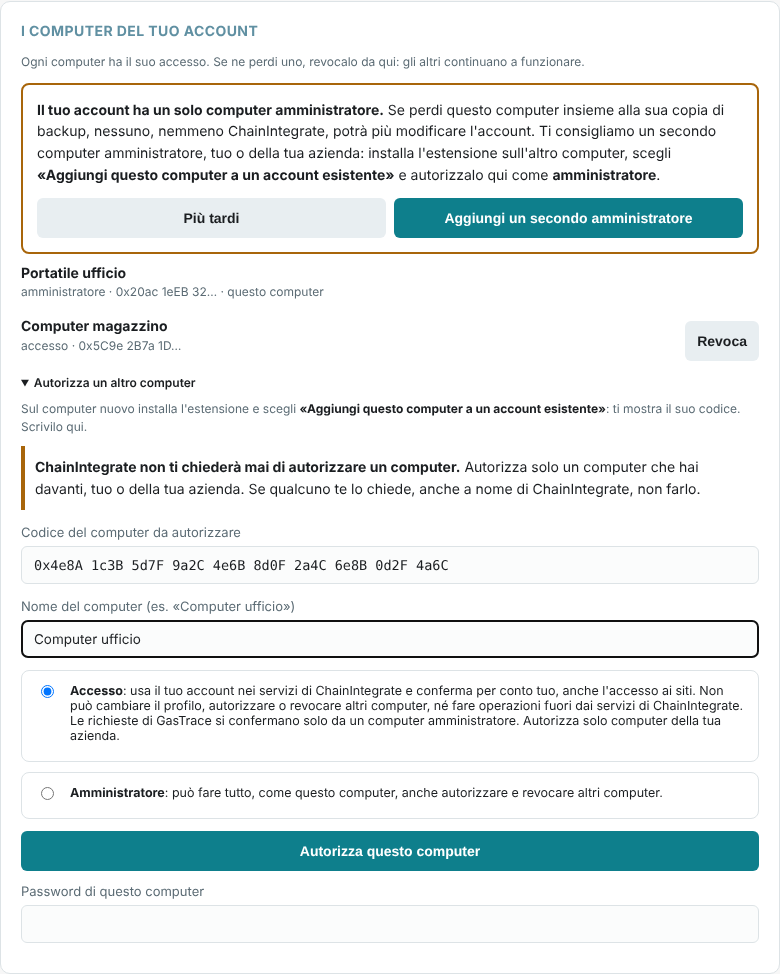 I COMPUTER DEL TUO ACCOUNT
Ogni computer ha il suo accesso. Se ne perdi uno, revocalo da qui: gli altri continuano a funzionare.
Il tuo account ha un solo computer amministratore. Se perdi questo computer insieme alla sua copia di
backup, nessuno, nemmeno ChainIntegrate, potrà più modificare l'account. Ti consigliamo un secondo
computer amministratore, tuo o della tua azienda: installa l'estensione sull'altro computer, scegli
«Aggiungi questo computer a un account esistente» e autorizzalo qui come amministratore.
Più tardi
Aggiungi un secondo amministratore
Portatile ufficio
amministratore · 0x20ac 1eEB 32… · questo computer
Computer magazzino
accesso · 0x5C9e 2B7a 1D…
Revoca
▼ Autorizza un altro computer
Sul computer nuovo installa l'estensione e scegli «Aggiungi questo computer a un account esistente»: ti mostra il suo codice.
Scrivilo qui.
ChainIntegrate non ti chiederà mai di autorizzare un computer. Autorizza solo un computer che hai
davanti, tuo o della tua azienda. Se qualcuno te lo chiede, anche a nome di ChainIntegrate, non farlo.
Codice del computer da autorizzare
0x4e8A 1c3B 5d7F 9a2C 4e6B 8d0F 2a4C 6e8B 0d2F 4a6C
Nome del computer (es. «Computer ufficio»)
Computer ufficio
Accesso: usa il tuo account nei servizi di ChainIntegrate e conferma per conto tuo, anche l'accesso ai siti. Non
può cambiare il profilo, autorizzare o revocare altri computer, né fare operazioni fuori dai servizi di ChainIntegrate.
Le richieste di GasTrace si confermano solo da un computer amministratore. Autorizza solo computer della tua
azienda.
Amministratore: può fare tutto, come questo computer, anche autorizzare e revocare altri computer.
Autorizza questo computer
Password di questo computer